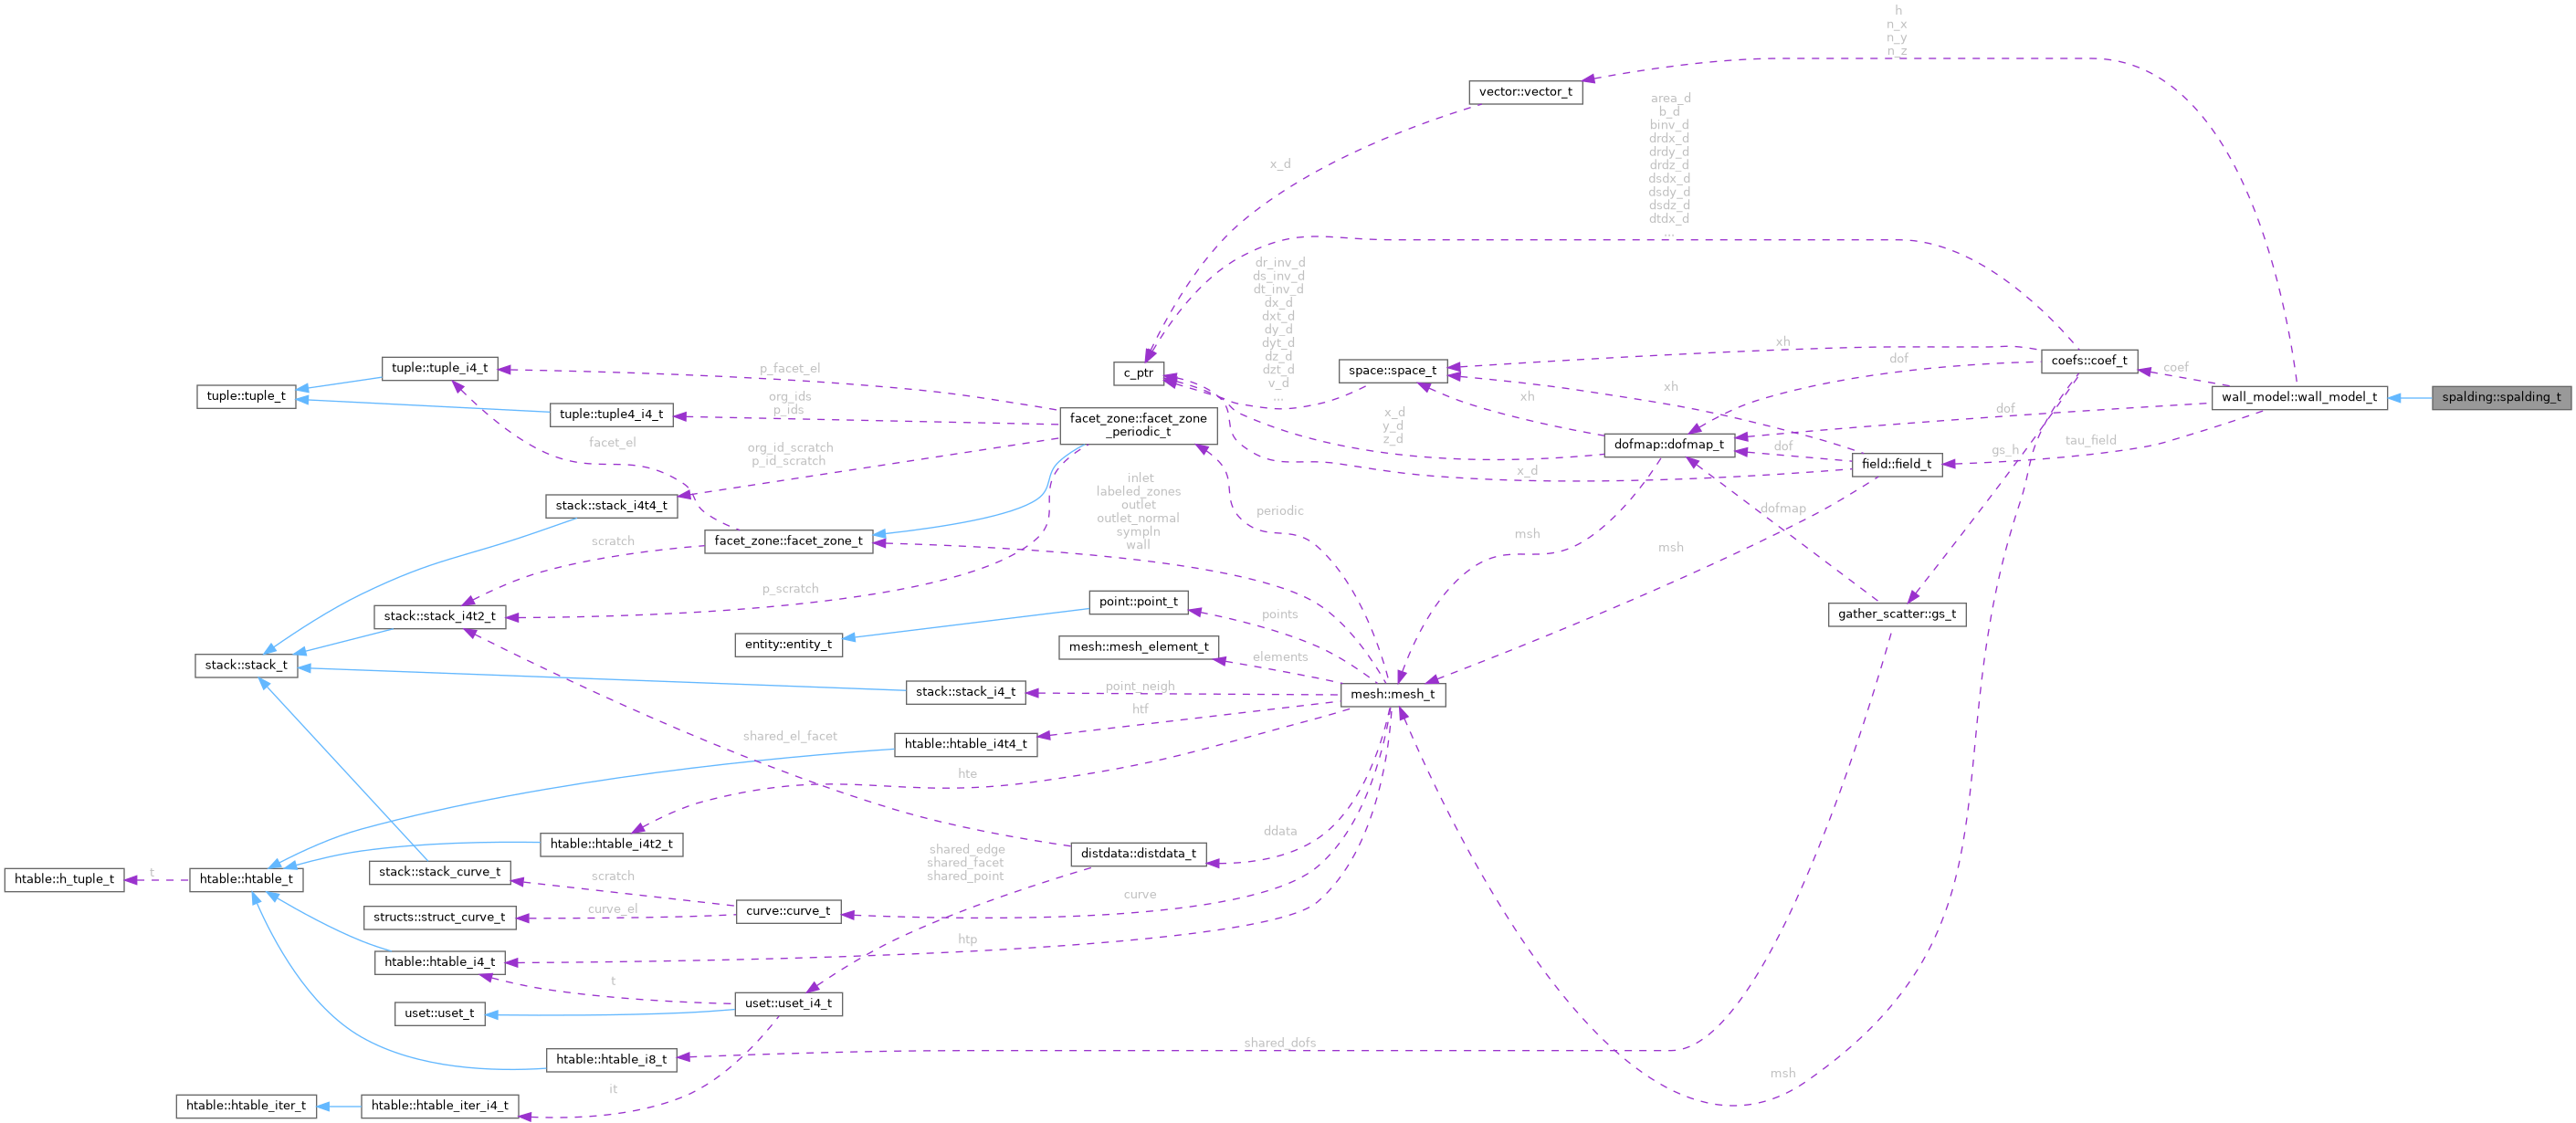 h
n_x
n_y
n_z
vector::vector_t
area_d
b_d
binv_d
drdx_d
drdy_d
drdz_d
dsdx_d
dsdy_d
dsdz_d
dtdx_d
...
x_d
dr_inv_d
ds_inv_d
dt_inv_d
dx_d
dxt_d
dy_d
dyt_d
dz_d
dzt_d
v_d
...
xh
dof
coefs::coef_t
coef
tuple::tuple_i4_t
p_facet_el
c_ptr
space::space_t
xh
xh
tuple::tuple_t
wall_model::wall_model_t
spalding::spalding_t
org_ids
p_ids
tuple::tuple4_i4_t
facet_zone::facet_zone
_periodic_t
x_d
y_d
z_d
dof
facet_el
org_id_scratch
p_id_scratch
dofmap::dofmap_t
dof
tau_field
gs_h
field::field_t
x_d
stack::stack_i4t4_t
inlet
labeled_zones
outlet
outlet_normal
sympln
wall
periodic
dofmap
scratch
facet_zone::facet_zone_t
msh
msh
p_scratch
point::point_t
points
stack::stack_i4t2_t
gather_scatter::gs_t
entity::entity_t
mesh::mesh_element_t
elements
stack::stack_t
stack::stack_i4_t
point_neigh
mesh::mesh_t
htf
shared_el_facet
htable::htable_i4t4_t
hte
htable::htable_i4t2_t
ddata
shared_edge
shared_facet
shared_point
distdata::distdata_t
htable::h_tuple_t
t
htable::htable_t
stack::stack_curve_t
scratch
curve
structs::struct_curve_t
curve_el
curve::curve_t
htp
htable::htable_i4_t
t
uset::uset_i4_t
uset::uset_t
shared_dofs
htable::htable_i8_t
msh
it
htable::htable_iter_t
htable::htable_iter_i4_t